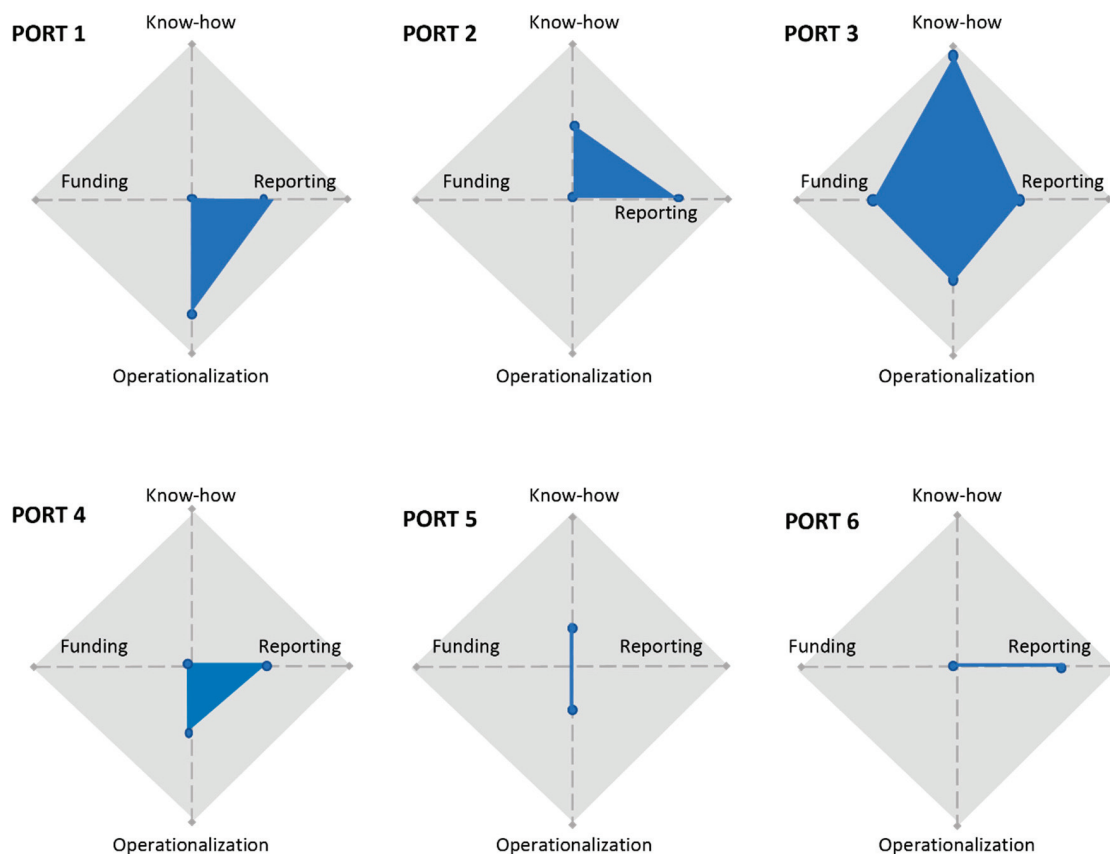 PORT 1
Know-how
Funding
Reporting
Operationalization
PORT 2
Know-how
Funding
Reporting
Operationalization
PORT 3
Know-how
Funding
Reporting
Operationalization
PORT 4
Know-how
Funding
Reporting
Operationalization
PORT 5
Know-how
Funding
Reporting
Operationalization
PORT 6
Know-how
Funding
Reporting
Operationalization